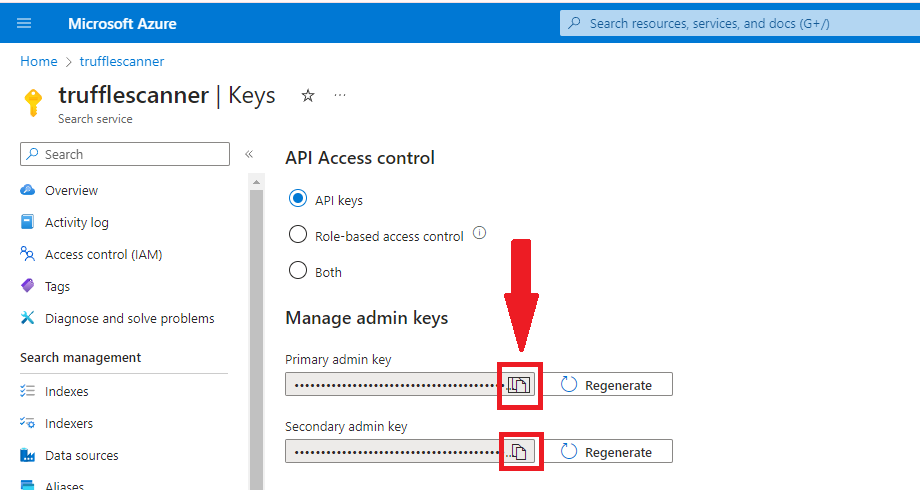 Microsoft Azure
Search resources, services, and docs (G+/)
Home > trufflescanner
trufflescanner | Keys
Search service
Search
Overview
Activity log
Access control (IAM)
Tags
Diagnose and solve problems
Search management
Indexes
Indexers
Data sources
Aliases
API Access control
API keys
Role-based access control
Both
Manage admin keys
Primary admin key
Regenerate
Secondary admin key
Regenerate